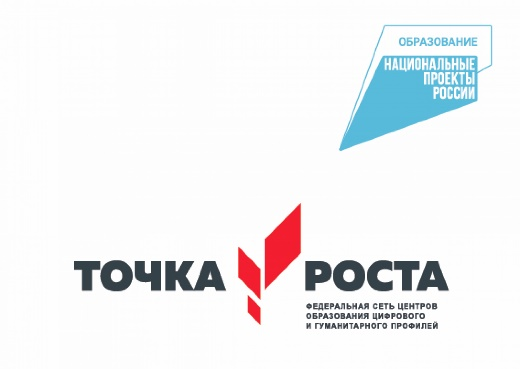 ОБРАЗОВАНИЕ
НАЦИОНАЛЬНЫЕ
ПРОЕКТЫ
РОССИИ
ТОЧКА РОСТА
ФЕДЕРАЛЬНАЯ СЕТЬ ЦЕНТРОВ
ОБРАЗОВАНИЯ ЦИФРОВОГО
И ГУМАНИТАРНОГО ПРОФИЛЕЙ